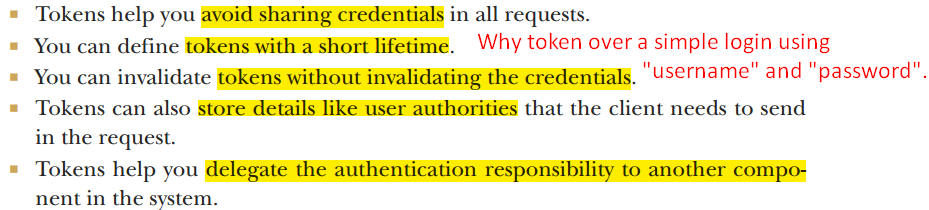 ▪ Tokens help you avoid sharing credentials in all requests.
▪ You can define tokens with a short lifetime.
Why token over a simple login using
"username" and "password".
▪ You can invalidate tokens without invalidating the credentials.
▪ Tokens can also store details like user authorities that the client needs to send
in the request.
▪ Tokens help you delegate the authentication responsibility to another compo-
nent in the system.